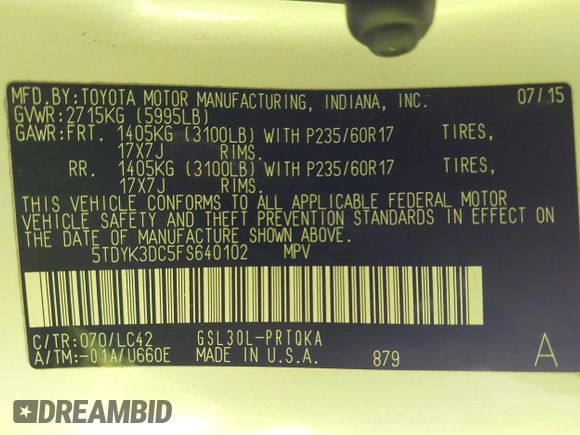 MFD. BY: TOYOTA MOTOR MANUFACTURING, INDIANA, INC. 07/15
GVWR: 2715KG (5995LB)
GAWR: FRT. 1405KG (3100LB) WITH P235/60R17 TIRES,
17X7J RIMS.
RR. 1405KG (3100LB) WITH P235/60R17 TIRES,
17X7J RIMS.
THIS VEHICLE CONFORMS TO ALL APPLICABLE FEDERAL MOTOR
VEHICLE SAFETY AND THEFT PREVENTION STANDARDS IN EFFECT
ON THE DATE OF MANUFACTURE SHOWN ABOVE.
5TDYK3DC5FS640102 MPV
C/TR: 070/LC42 GSL30L-PRTQKA
A/TM: -01A/U660E MADE IN U.S.A. 879 A
DREAMBID